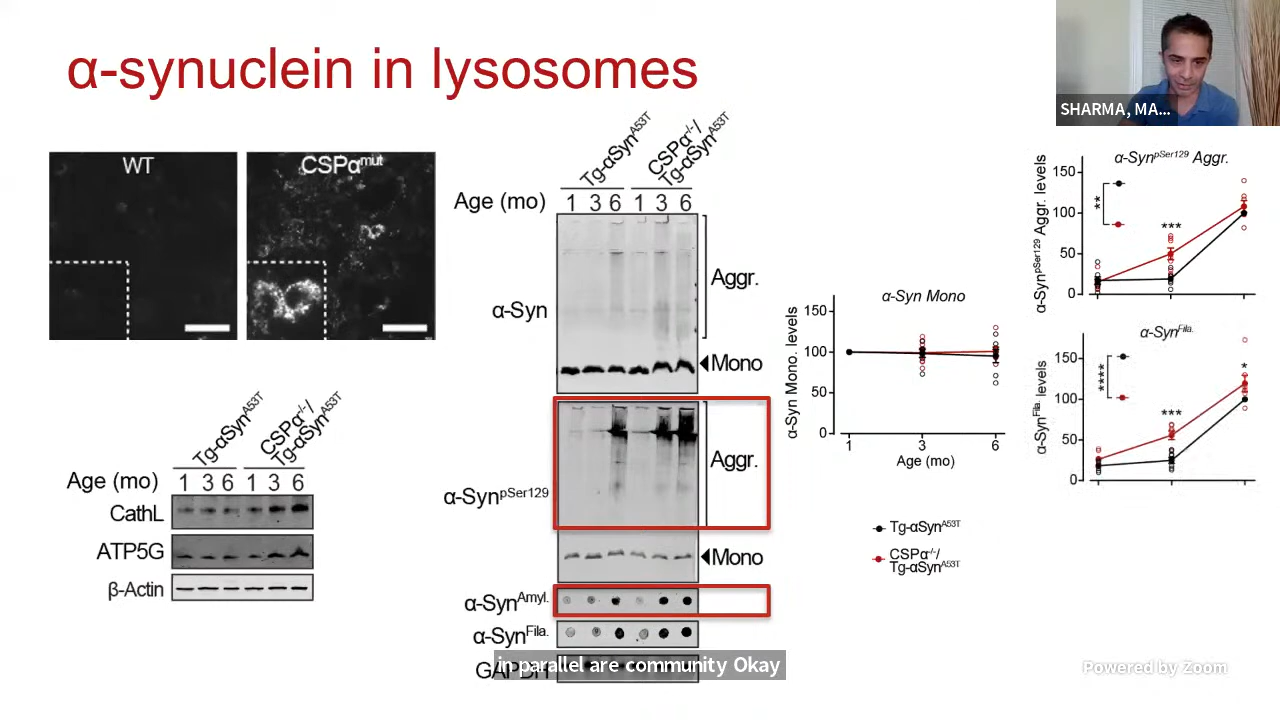 α-synuclein in lysosomes
SHARMA, MA...
WT
CSPα^mut
Age (mo)
Tg-αSyn^A53T
CSPα^-/-/
Tg-αSyn^A53T
1 3 6 1 3 6
CathL
ATP5G
β-Actin
Tg-αSyn^A53T
CSPα^-/-/
Tg-αSyn^A53T
Age (mo)
1 3 6 1 3 6
α-Syn
Aggr.
Mono
α-Syn^pSer129
Aggr.
Mono
α-Syn^Amyl.
α-Syn^Fila.
GAPDH
in parallel are community Okay
α-Syn Mono
α-Syn Mono. levels
150
100
50
0
1 3 6
Age (mo)
Tg-αSyn^A53T
CSPα^-/-/
Tg-αSyn^A53T
α-Syn^pSer129 Aggr.
α-Syn^pSer129 Aggr. levels
150
100
50
0
**
***
α-Syn^Fila.
α-Syn^Fila. levels
150
100
50
0
****
***
*
Powered by Zoom